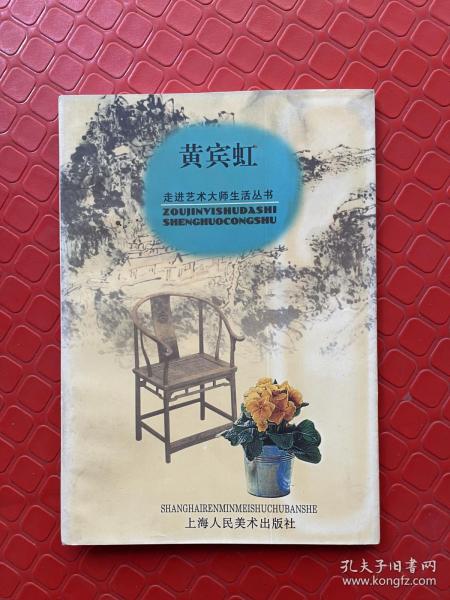 黄宾虹
走进艺术大师生活丛书
ZOUJINYISHUDASHI
SHENGHUOCONGSHU
SHANGHAIRENMINMEISHUCHUBANSHE
上海人民美术出版社
孔夫子旧书网
www.kongfz.com